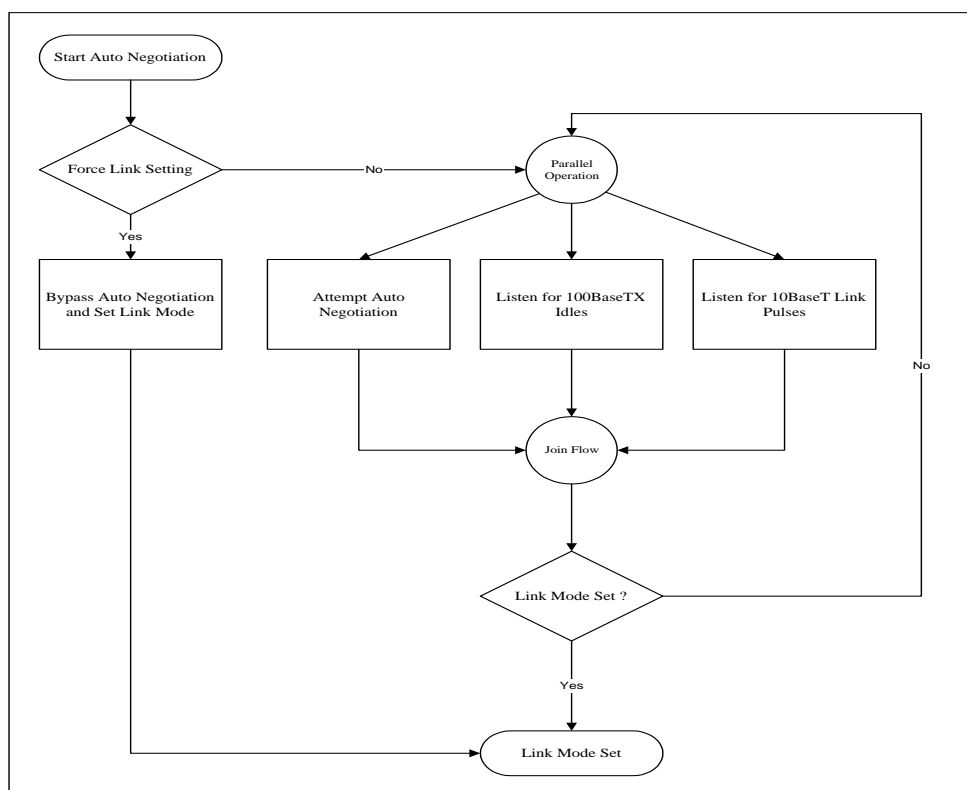 Start Auto Negotiation
Force Link Setting
No
Parallel
Operation
Yes
Bypass Auto Negotiation
and Set Link Mode
Attempt Auto
Negotiation
Listen for 100BaseTX
Idles
Listen for 10BaseT Link
Pulses
No
Join Flow
Link Mode Set ?
Yes
Link Mode Set